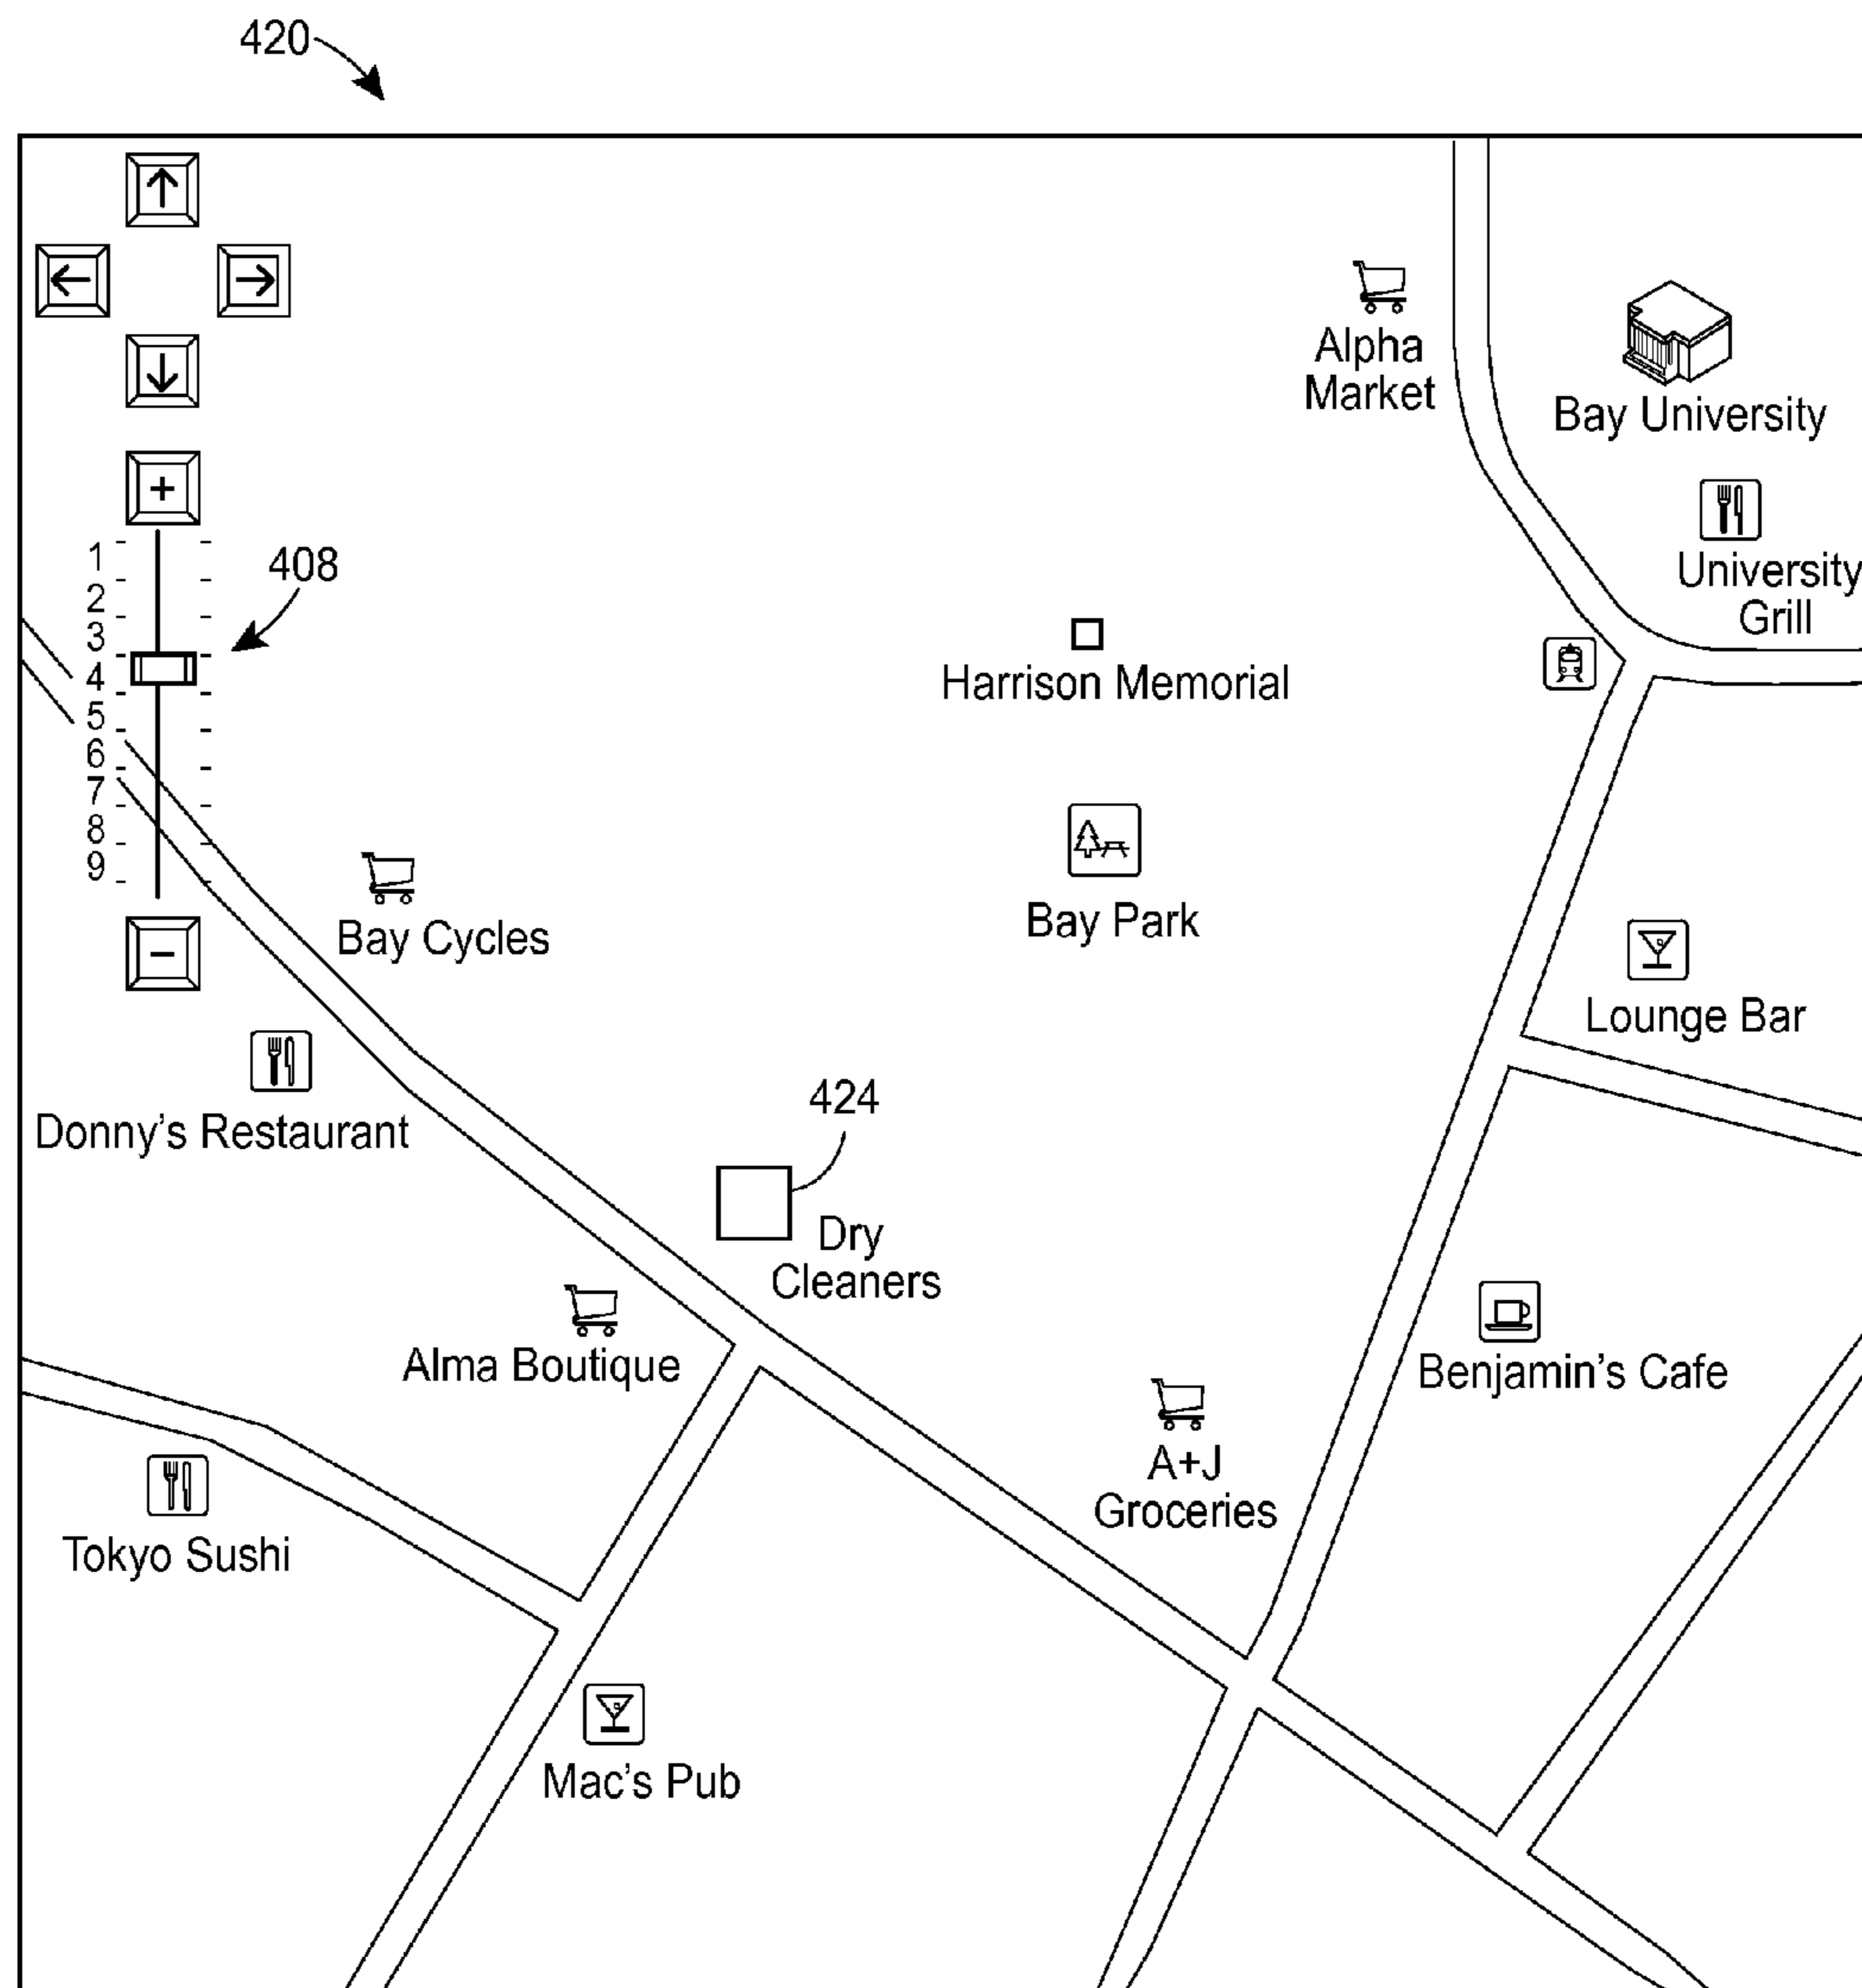 420
+
1
2
3
4
5
6
7
8
9
−
408
Alpha
Market
Bay University
University
Grill
Harrison Memorial
Bay Park
Bay Cycles
Lounge Bar
Donny's Restaurant
424
Dry
Cleaners
Alma Boutique
Benjamin's Cafe
A+J
Groceries
Tokyo Sushi
Mac's Pub